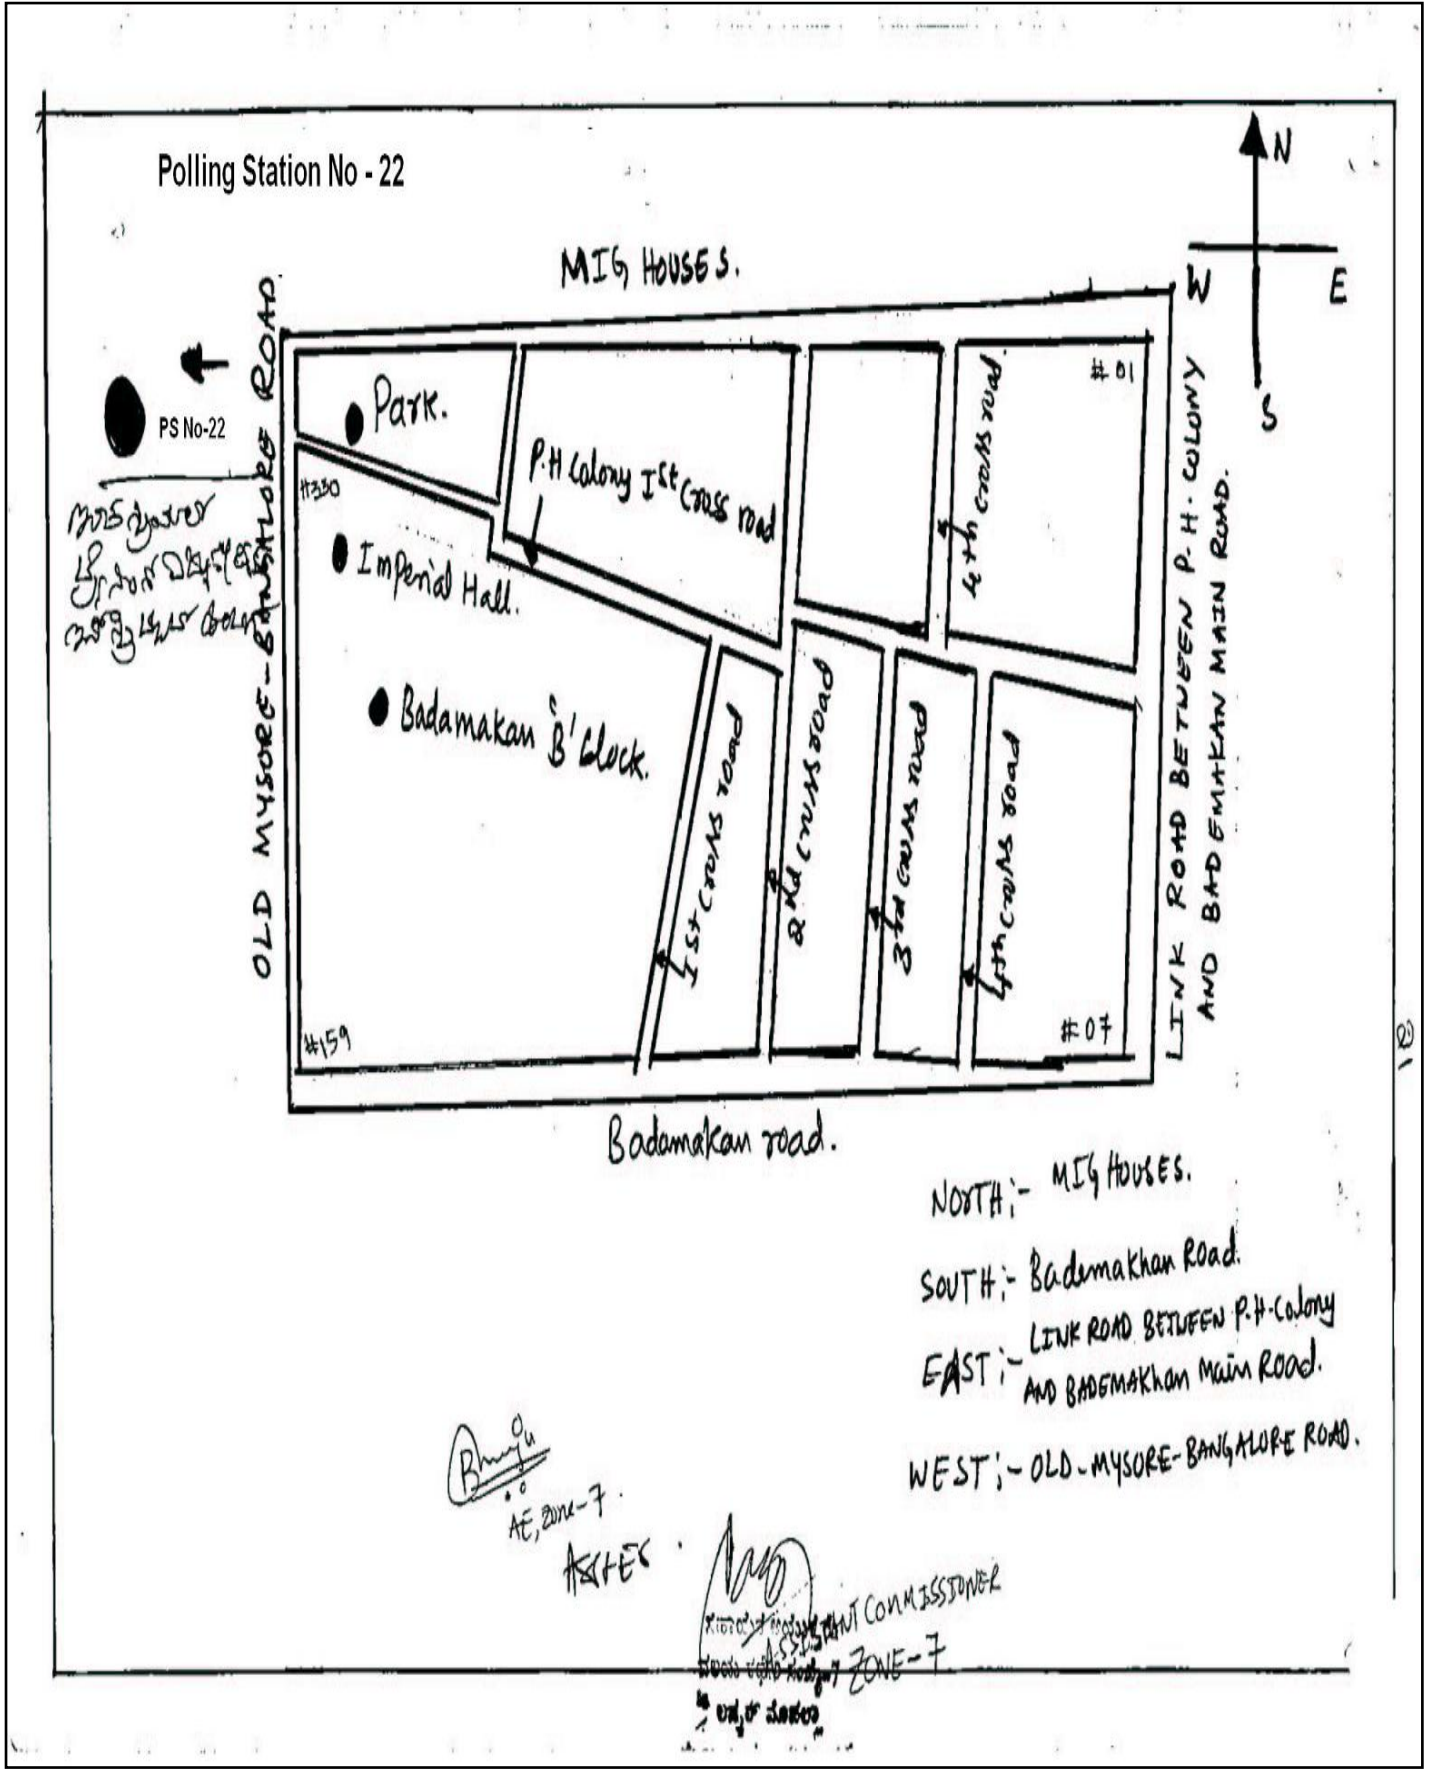 Polling Station No - 22
N
W E
S
MIG HOUSES.
OLD MYSORE-BANGALORE ROAD.
PS No-22
Park.
#330
P.H Colony Ist Cross road
4th cross road.
#01
Imperial Hall.
Badamakan "B' block.
1st cross road
2nd cross road
3rd cross road
4th cross road
#159
#07
LINK ROAD BETWEEN P.H. COLONY
AND BADEMAKAN MAIN ROAD.
Badamakan road.
NORTH:- MIG HOUSES.
SOUTH:- Bademakhan Road.
EAST:- LINK ROAD BETWEEN P.H-Colony
AND BADEMAKhan Main Road.
WEST:- OLD-MYSORE-BANGALORE ROAD.
AE, zone-7.
ASSISTANT COMMISSIONER
ZONE-7